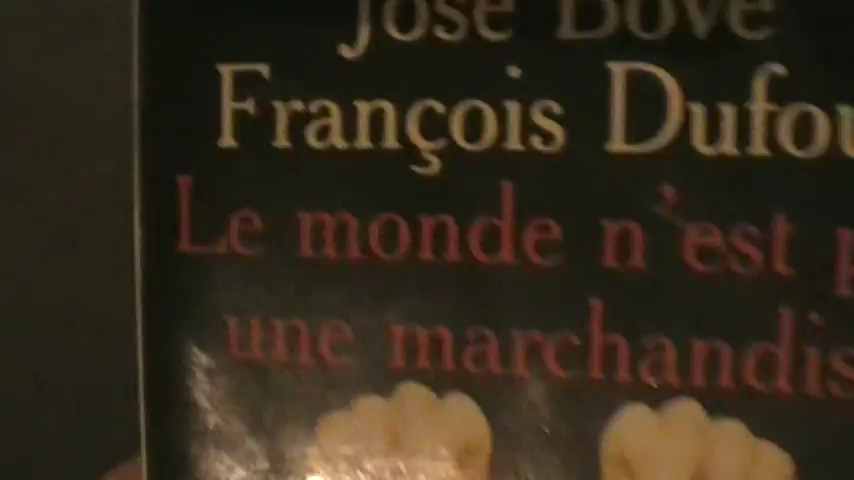 José Bové
François Dufou
Le monde n'est p
une marchandis